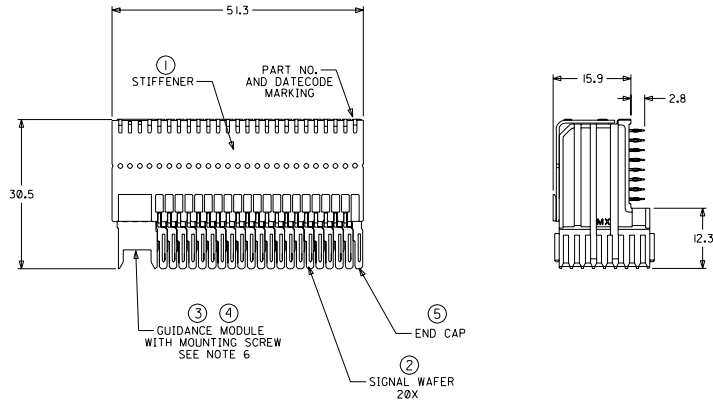 51.3
1
STIFFENER
PART NO.
AND DATECODE
MARKING
15.9
2.8
30.5
12.3
MX
3 4
GUIDANCE MODULE
WITH MOUNTING SCREW
SEE NOTE 6
5
END CAP
2
SIGNAL WAFER
20X